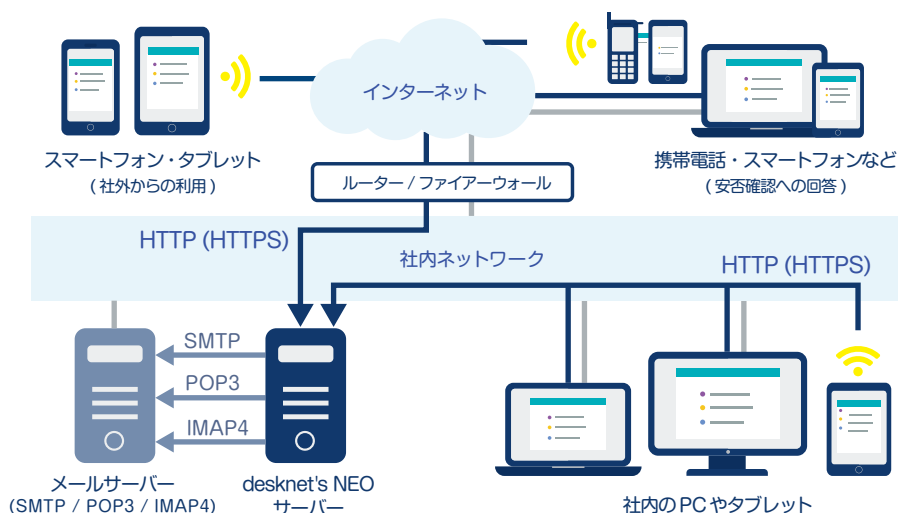 インターネット
スマートフォン・タブレット
(社外からの利用)
携帯電話・スマートフォンなど
(安否確認への回答)
ルーター / ファイアーウォール
HTTP (HTTPS)
社内ネットワーク
HTTP (HTTPS)
SMTP
POP3
IMAP4
メールサーバー
(SMTP / POP3 / IMAP4)
desknet's NEO
サーバー
社内のPCやタブレット